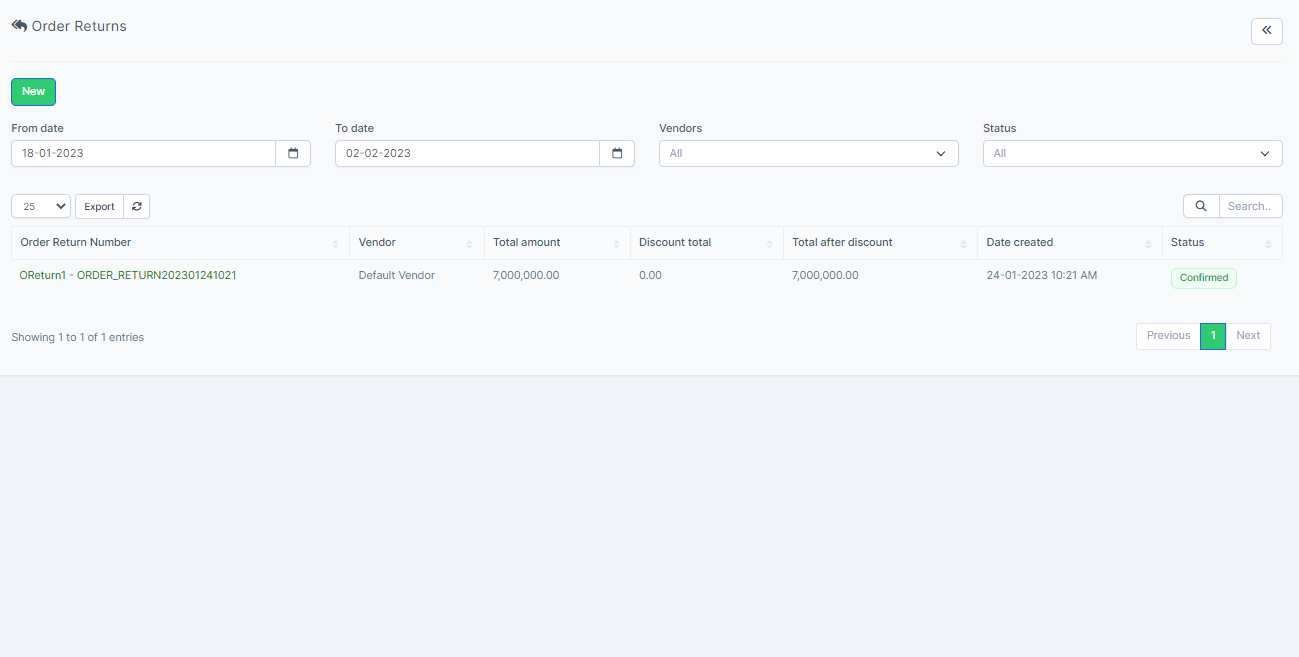 Order Returns
New
From date To date Vendors Status
18-01-2023 02-02-2023 All All
25 Export Search..
Order Return Number Vendor Total amount Discount total Total after discount Date created Status
OReturn1 - ORDER_RETURN202301241021 Default Vendor 7,000,000.00 0.00 7,000,000.00 24-01-2023 10:21 AM Confirmed
Showing 1 to 1 of 1 entries Previous 1 Next